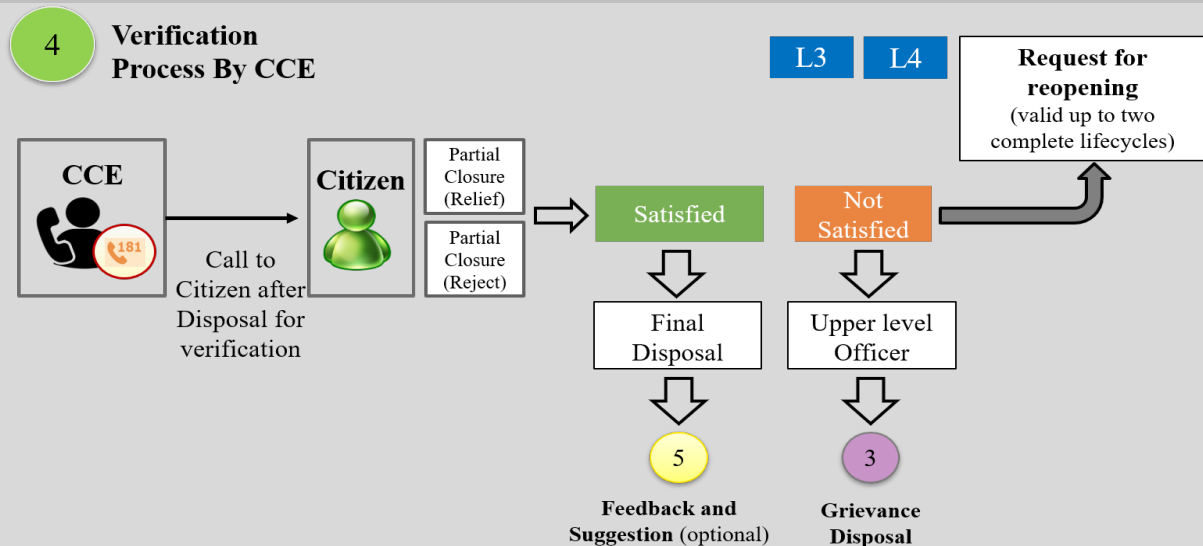 4
Verification
Process By CCE
L3
L4
Request for
reopening
(valid up to two
complete lifecycles)
CCE
181
Call to
Citizen after
Disposal for
verification
Citizen
Partial
Closure
(Relief)
Partial
Closure
(Reject)
Satisfied
Not
Satisfied
Final
Disposal
Upper level
Officer
5
Feedback and
Suggestion (optional)
3
Grievance
Disposal